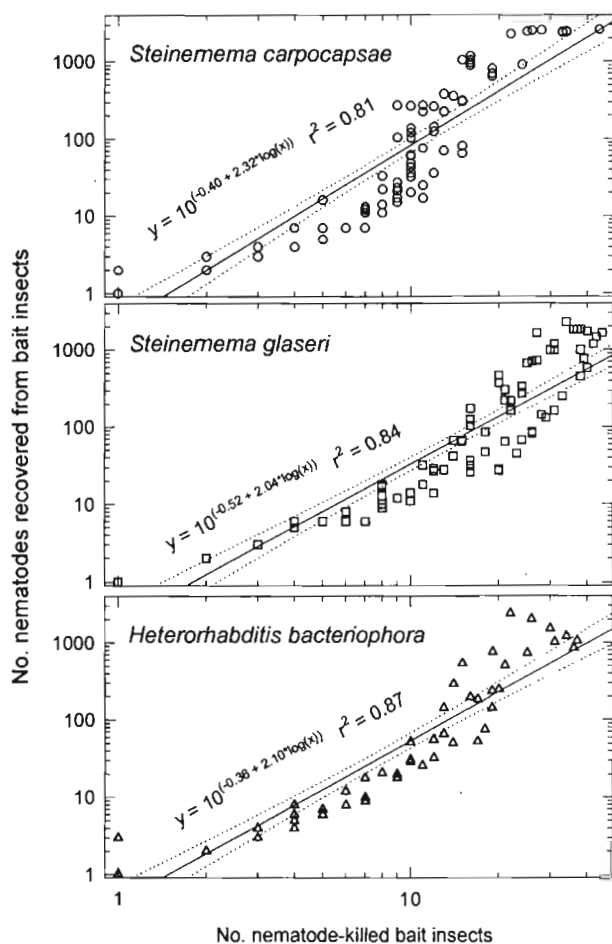 No. nematodes recovered from bait insects
Steinernema carpocapsae
1000
100
10
1
y = 10^(-0.40 + 2.32*log(x)) r² = 0.81
Steinernema glaseri
1000
100
10
1
y = 10^(-0.52 + 2.04*log(x)) r² = 0.84
Heterorhabditis bacteriophora
1000
100
10
1
y = 10^(-0.38 + 2.10*log(x)) r² = 0.87
1 10
No. nematode-killed bait insects